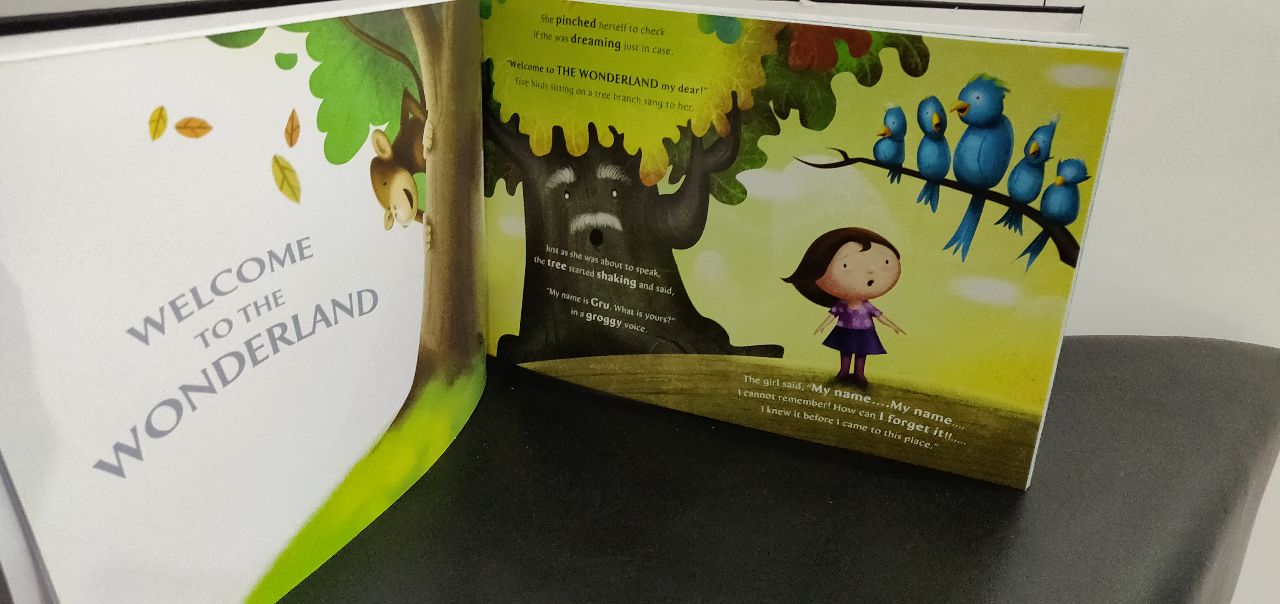 WELCOME
TO THE
WONDERLAND
She pinched herself to check
if she was dreaming just in case.
"Welcome to THE WONDERLAND my dear!"
Five birds sitting on a tree branch sang to her.
Just as she was about to speak,
the tree started shaking and said,
"My name is Gru. What is yours?"
in a groggy voice.
The girl said, "My name....My name....
I cannot remember! How can I forget it!!.....
I knew it before I came to this place."